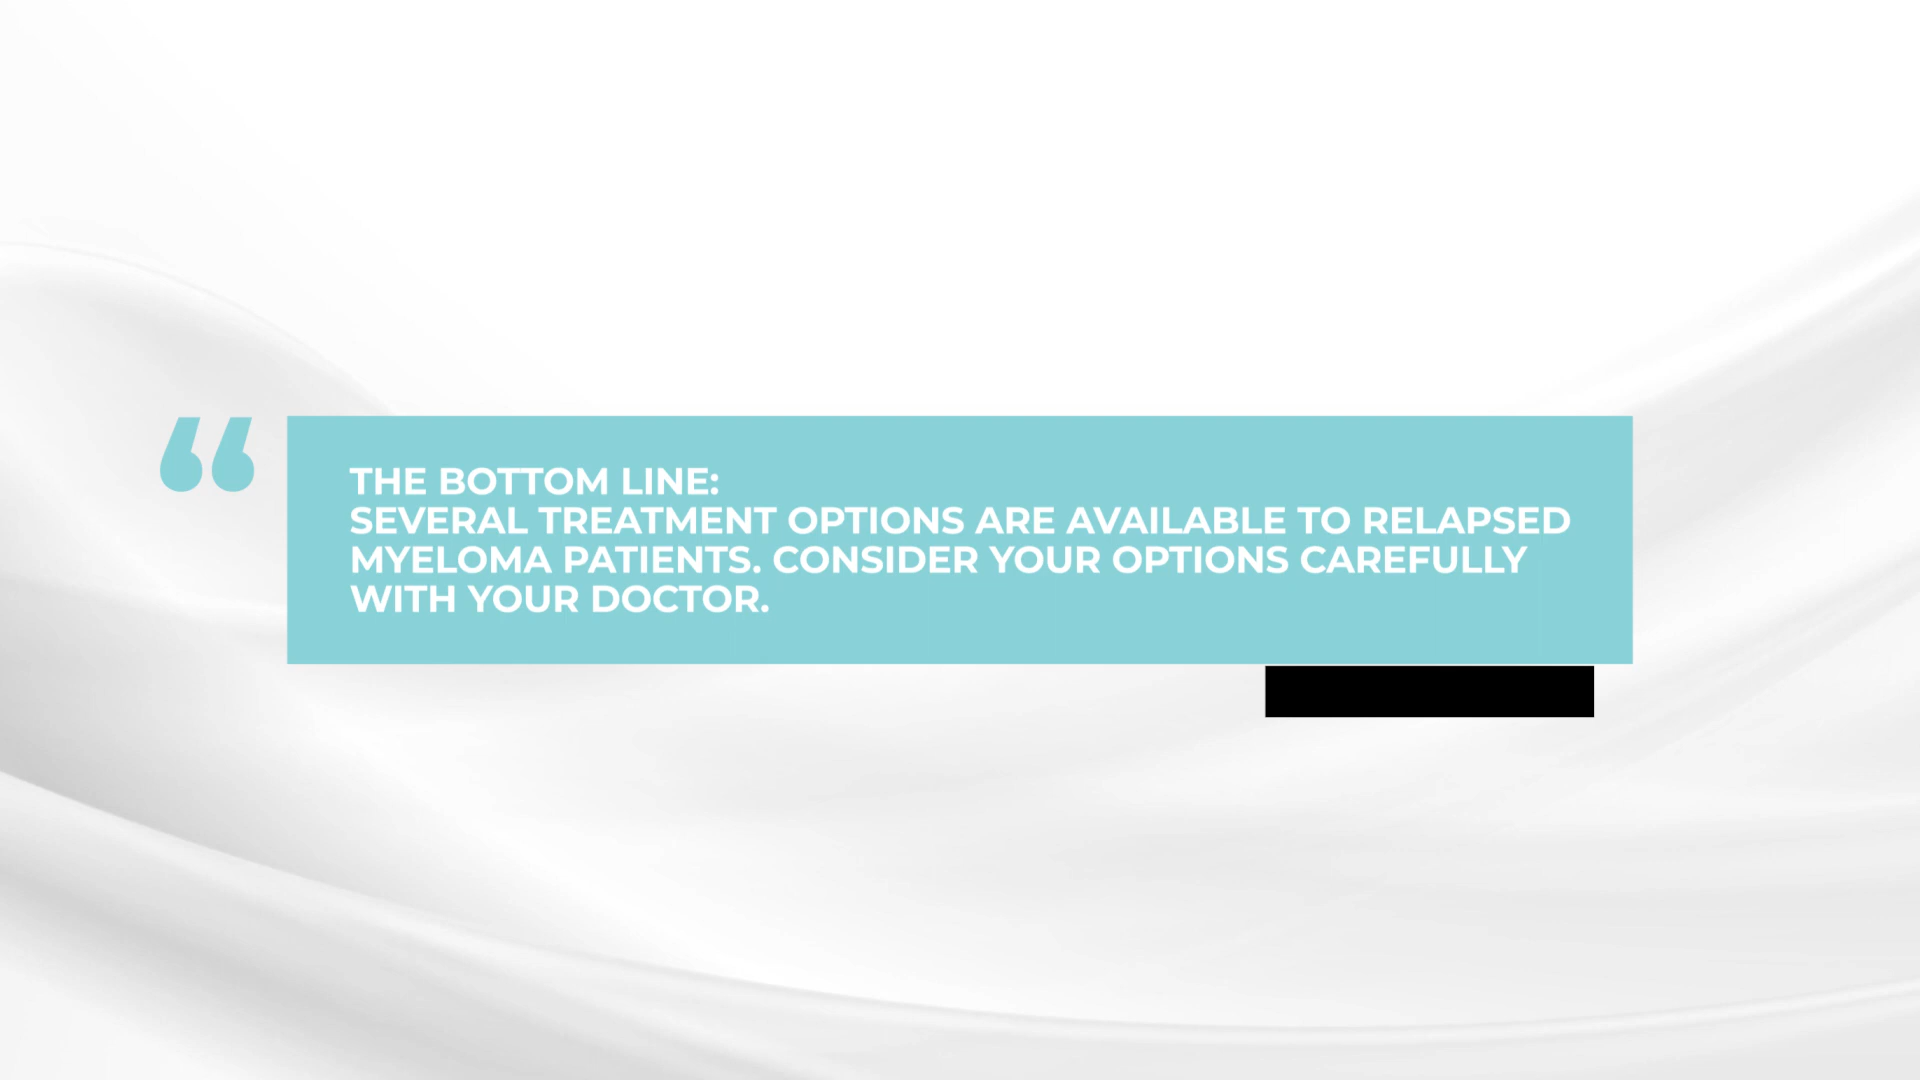 “
THE BOTTOM LINE:
SEVERAL TREATMENT OPTIONS ARE AVAILABLE TO RELAPSED
MYELOMA PATIENTS. CONSIDER YOUR OPTIONS CAREFULLY
WITH YOUR DOCTOR.